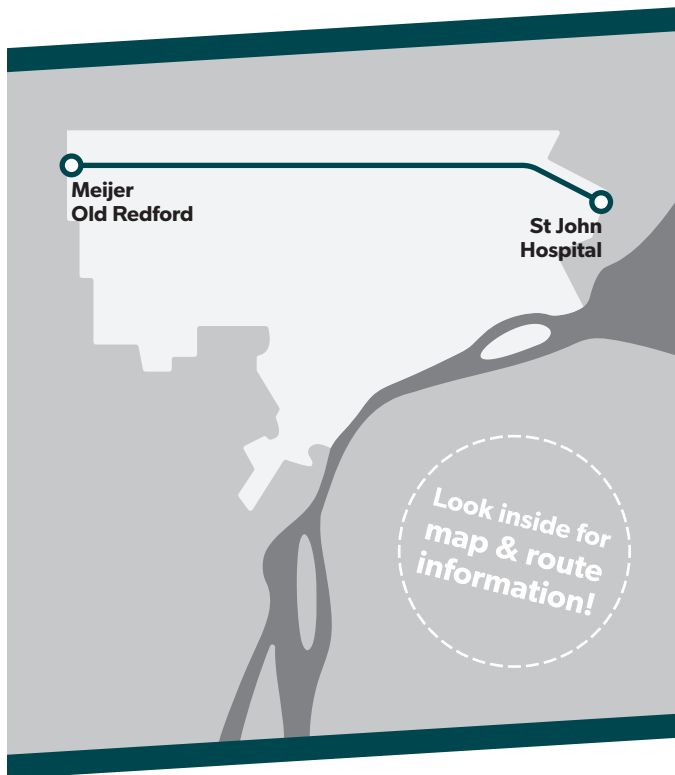 Meijer
Old Redford
St John
Hospital
Look inside for
map & route
information!